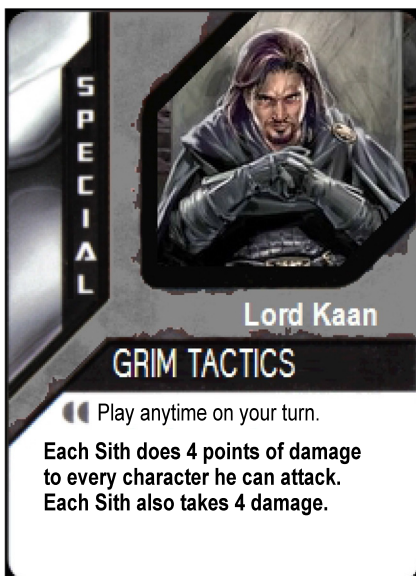 SPECIAL
Lord Kaan
GRIM TACTICS
Play anytime on your turn.
Each Sith does 4 points of damage
to every character he can attack.
Each Sith also takes 4 damage.